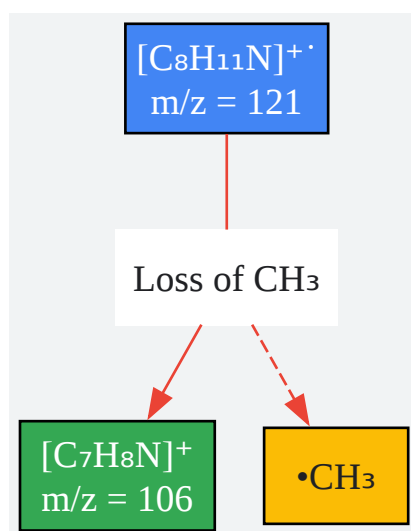 [C₈H₁₁N]⁺˙
m/z = 121
Loss of CH₃
[C₇H₈N]⁺
m/z = 106
•CH₃